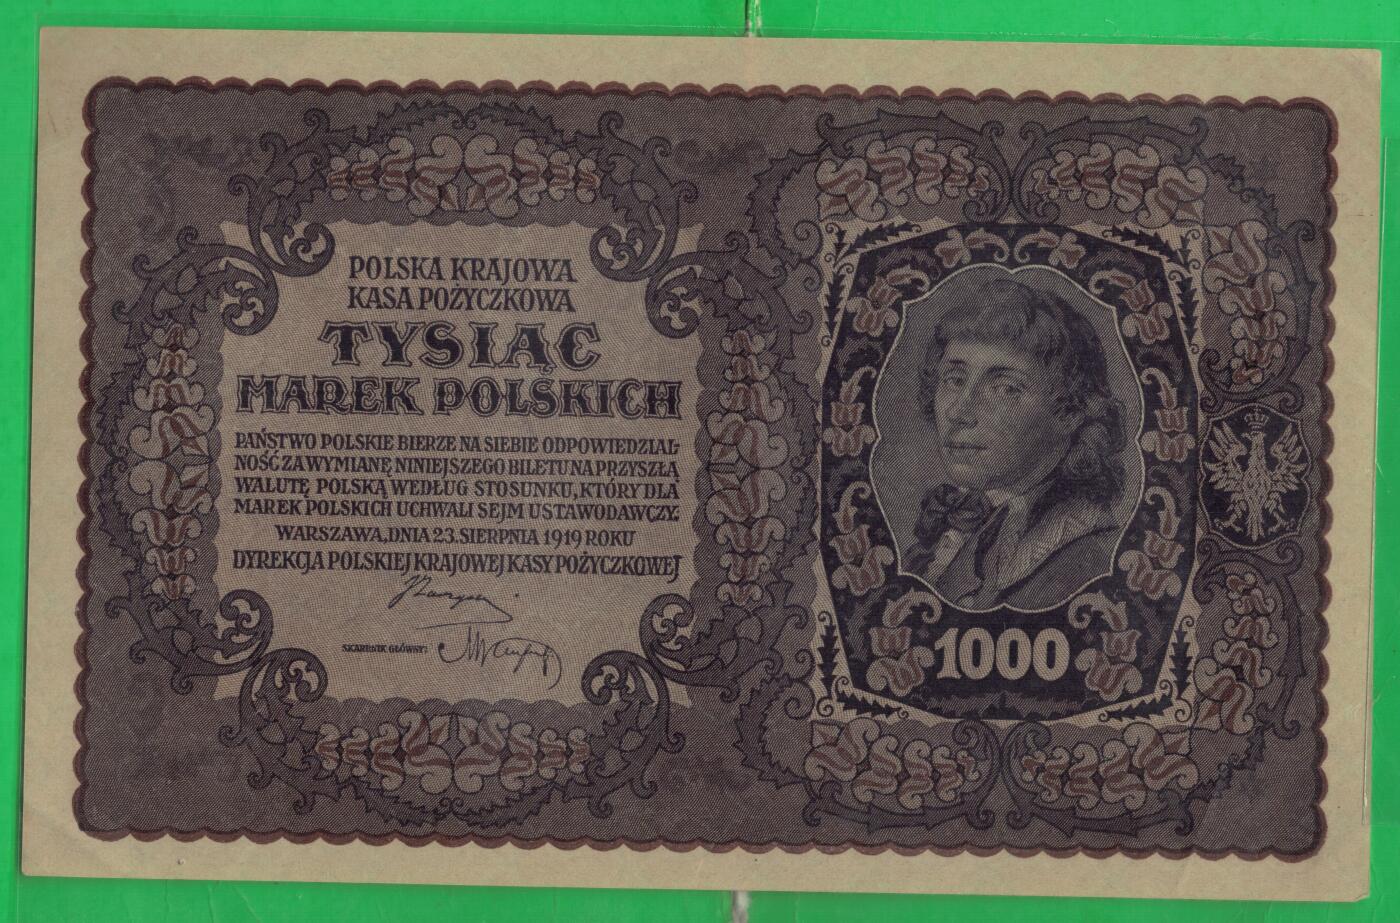 POLSKA KRAJOWA
KASA POŻYCZKOWA
TYSIĄC
MAREK POLSKICH
PAŃSTWO POLSKIE BIERZE NA SIEBIE ODPOWIEDZIAL-
NOŚĆ ZA WYMIANĘ NINIEJSZEGO BILETU NA PRZYSZŁĄ
WALUTĘ POLSKĄ WEDŁUG STOSUNKU, KTÓRY DLA
MAREK POLSKICH UCHWALI SEJM USTAWODAWCZY.
WARSZAWA, DNIA 23. SIERPNIA 1919 ROKU
DYREKCJA POLSKIEJ KRAJOWEJ KASY POŻYCZKOWEJ
SKARBNIK GŁÓWNY:
1000